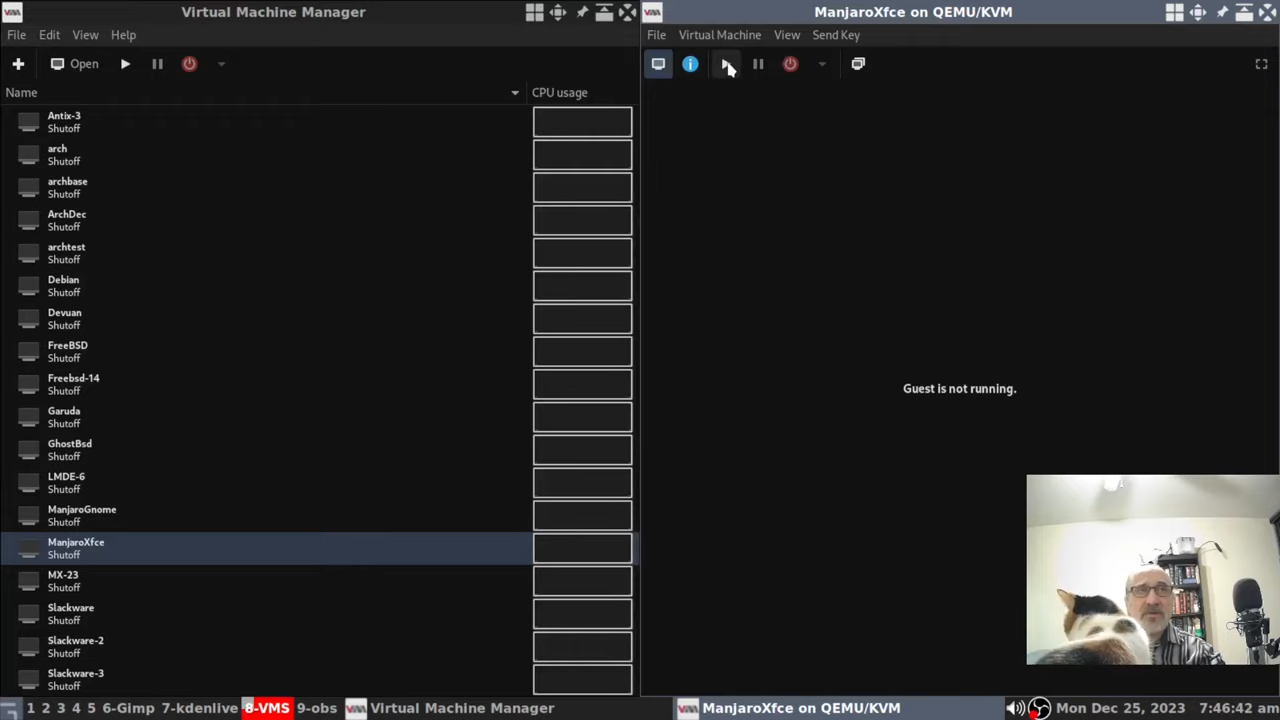 Virtual Machine Manager
File Edit View Help
Open
Name CPU usage
Antix-3
Shutoff
arch
Shutoff
archbase
Shutoff
ArchDec
Shutoff
archtest
Shutoff
Debian
Shutoff
Devuan
Shutoff
FreeBSD
Shutoff
Freebsd-14
Shutoff
Garuda
Shutoff
GhostBsd
Shutoff
LMDE-6
Shutoff
ManjaroGnome
Shutoff
ManjaroXfce
Shutoff
MX-23
Shutoff
Slackware
Shutoff
Slackware-2
Shutoff
Slackware-3
Shutoff
ManjaroXfce on QEMU/KVM
File Virtual Machine View Send Key
Guest is not running.
1 2 3 4 5 6-Gimp 7-kdenlive 8-VMS 9-obs Virtual Machine Manager ManjaroXfce on QEMU/KVM Mon Dec 25, 2023 7:46:42 am